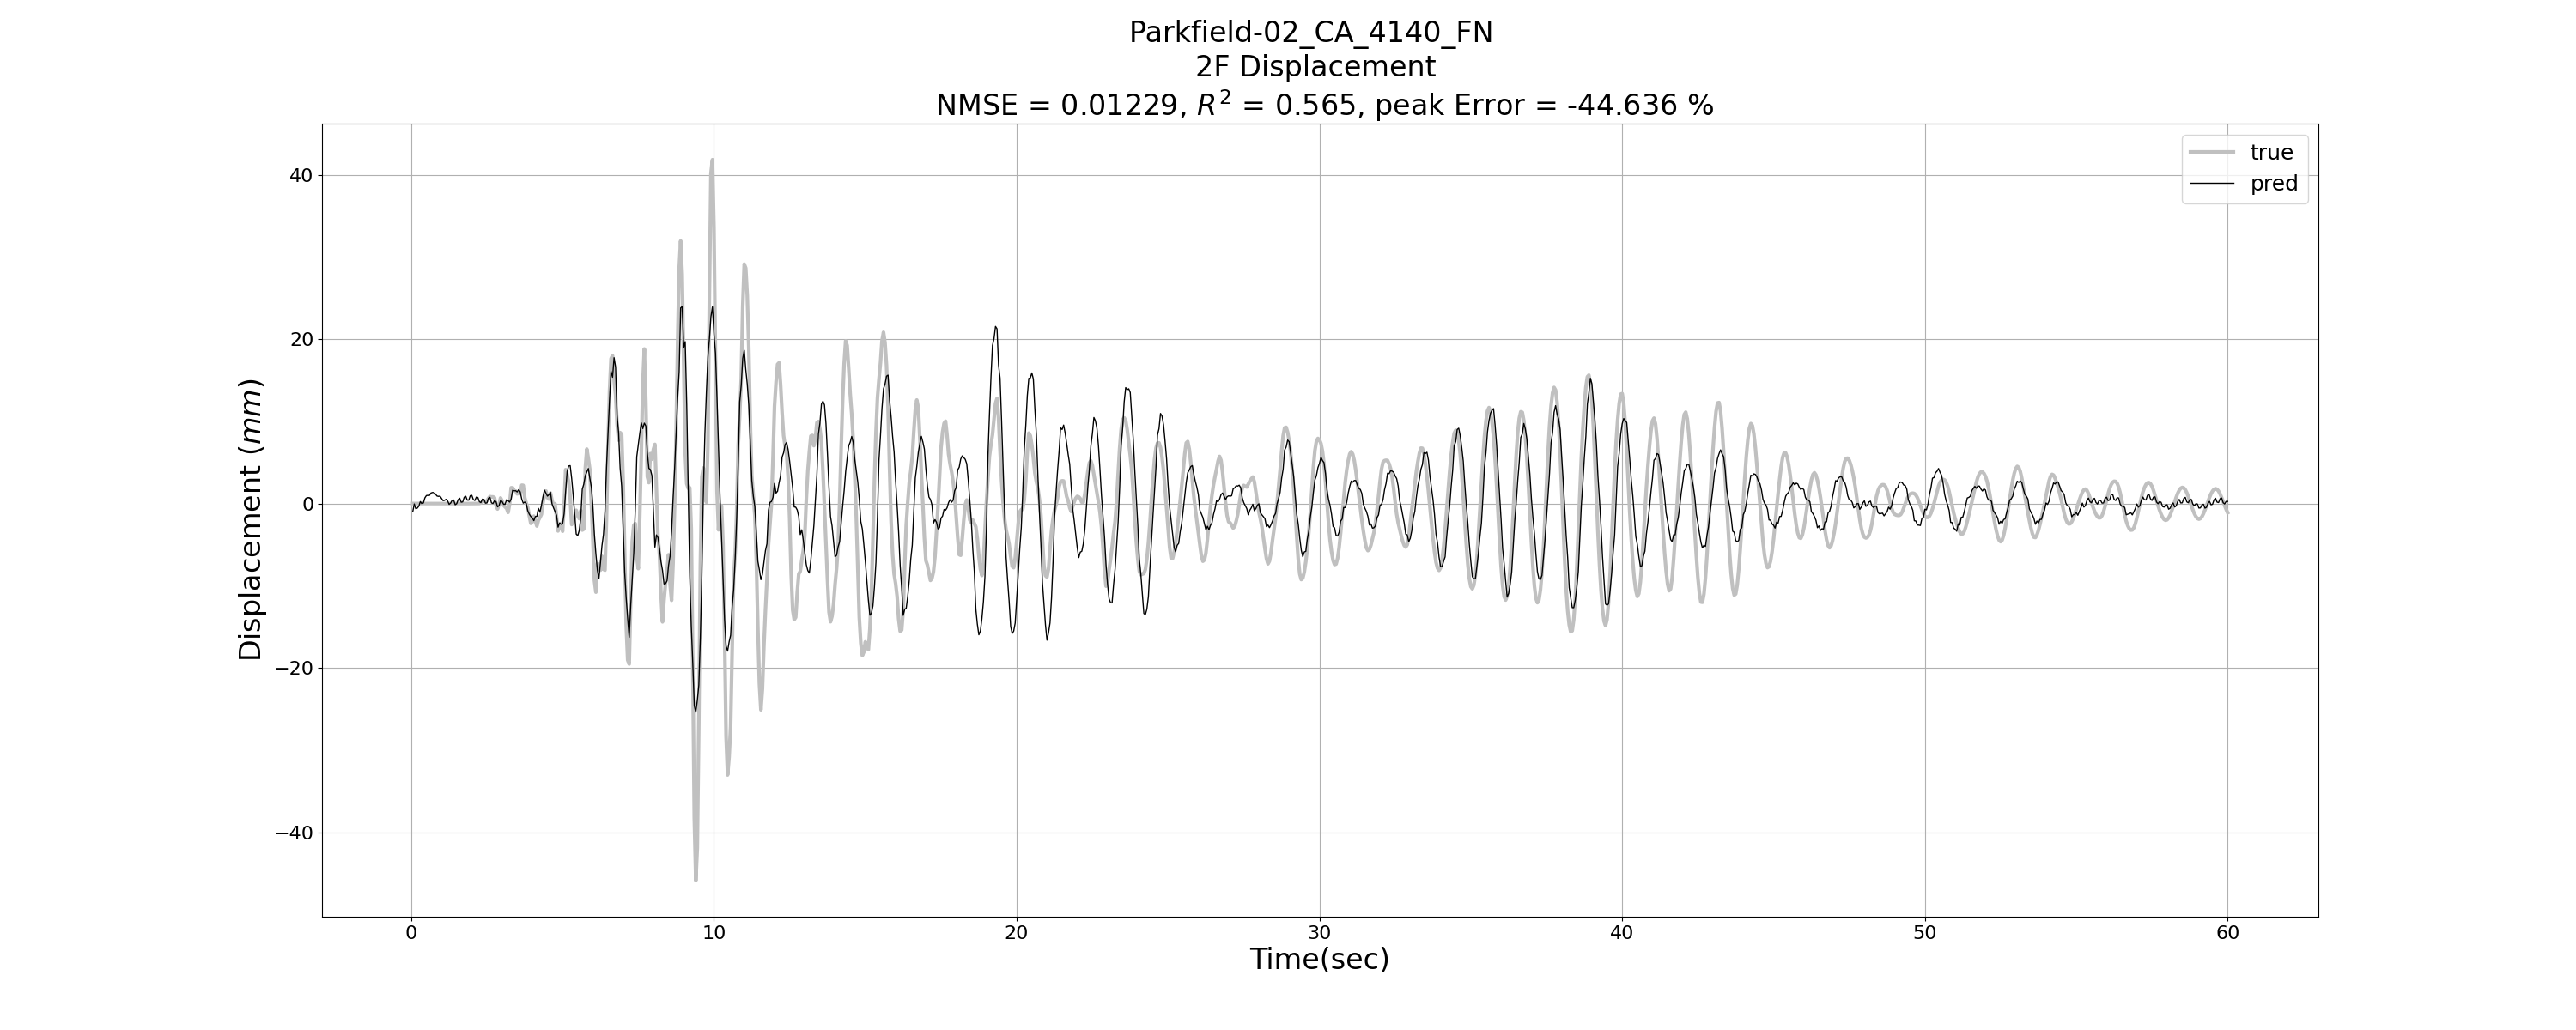 Parkfield-02_CA_4140_FN
2F Displacement
NMSE = 0.01229, R² = 0.565, peak Error = -44.636 %
true
pred
Displacement (mm)
40
20
0
−20
−40
0 10 20 30 40 50 60
Time(sec)